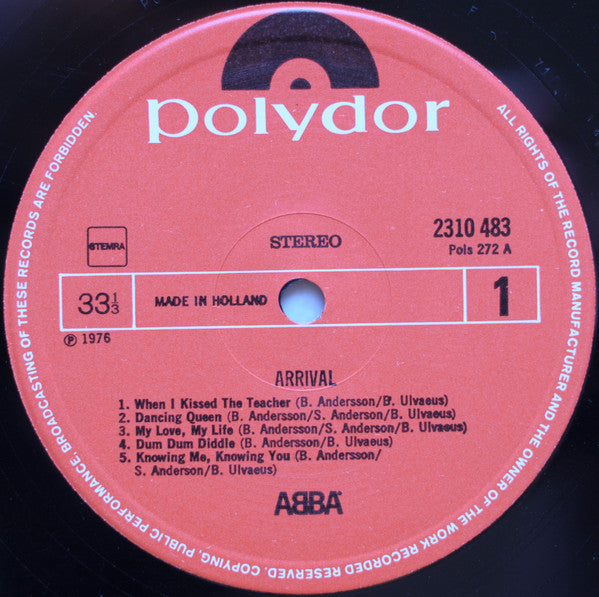 polydor
STEMRA
STEREO
2310 483
Pols 272 A
33⅓
MADE IN HOLLAND
1
℗ 1976
ARRIVAL
1. When I Kissed The Teacher (B. Andersson/B. Ulvaeus)
2. Dancing Queen (B. Andersson/S. Anderson/B. Ulvaeus)
3. My Love, My Life (B. Andersson/S. Anderson/B. Ulvaeus)
4. Dum Dum Diddle (B. Andersson/B. Ulvaeus)
5. Knowing Me, Knowing You (B. Andersson/
S. Anderson/B. Ulvaeus)
ABBA
ALL RIGHTS OF THE RECORD MANUFACTURER AND THE OWNER OF THE WORK RECORDED RESERVED. COPYING, PUBLIC PERFORMANCE, BROADCASTING OF THESE RECORDS ARE FORBIDDEN.